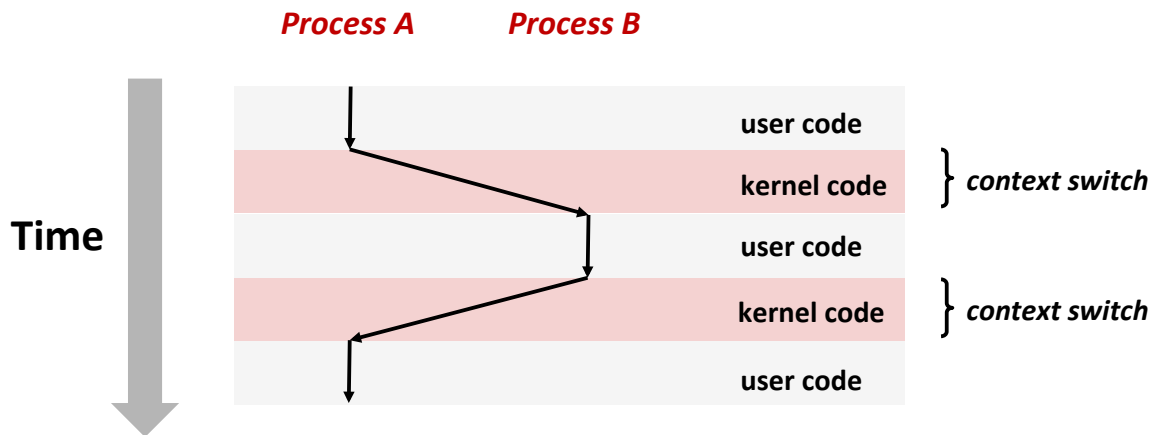 Process A Process B
user code
kernel code } context switch
Time
user code
kernel code } context switch
user code